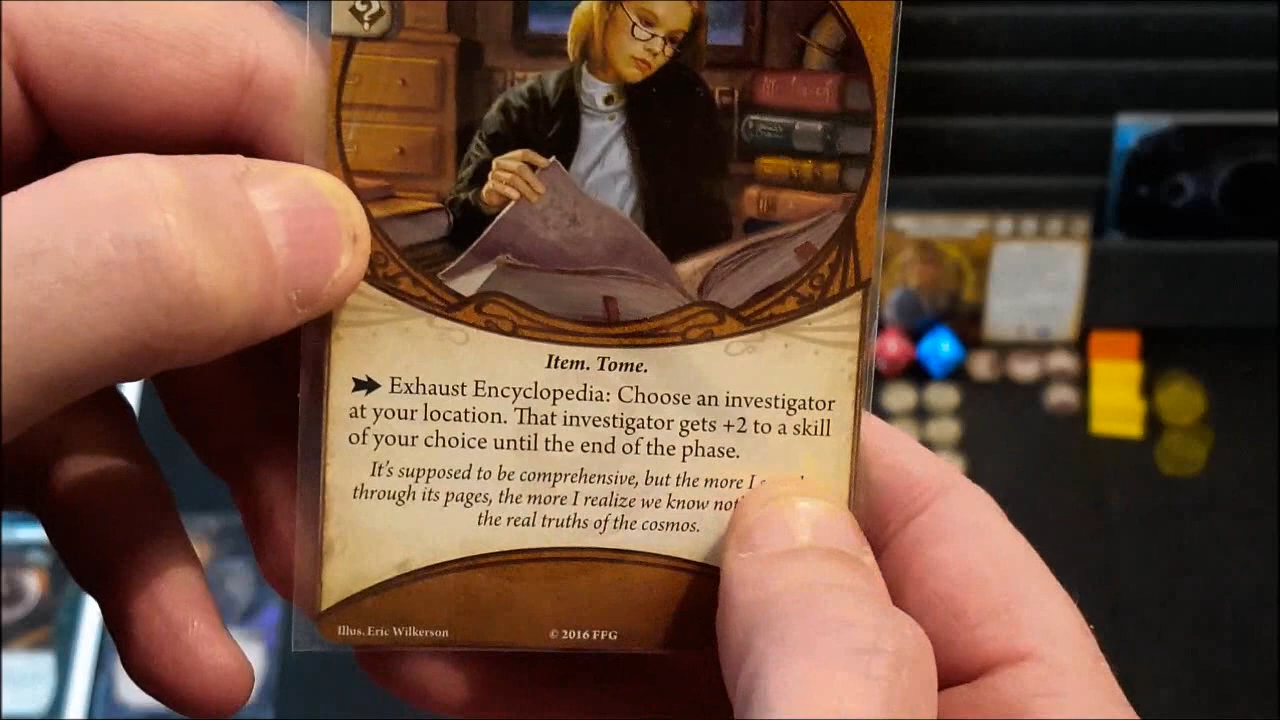 Item. Tome.
Exhaust Encyclopedia: Choose an investigator
at your location. That investigator gets +2 to a skill
of your choice until the end of the phase.
It's supposed to be comprehensive, but the more I
through its pages, the more I realize we know
the real truths of the cosmos.
Illus. Eric Wilkerson
© 2016 FFG